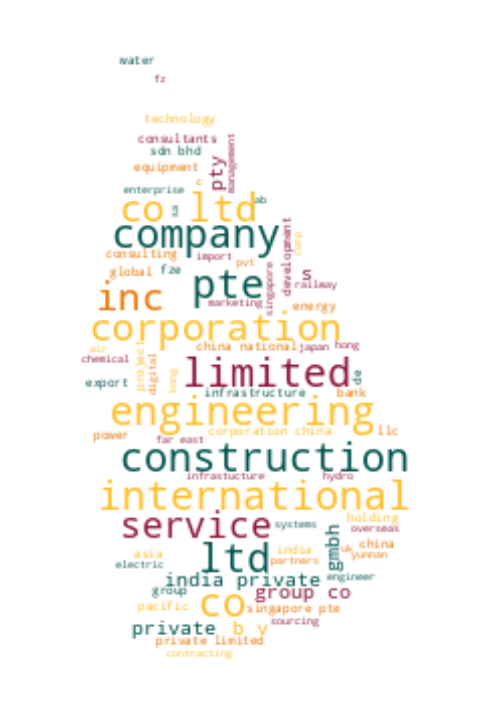 water
fz
technology
consultants
sdn bhd
management
equipment
pty
c
enterprise
co ltd
ab
company
development
corp
consulting
import
pvt
global
fze
singapore
s
railway
pte
inc
marketing
energy
corporation
air
project
china national
japan
hong
chemical
digital
kong
limited
de
export
infrastructure
bank
engineering
power
corporation china
llc
far east
construction
infrastucture
hydro
international
service
systems
holding
overseas
gmbh
ltd
asia
india
uk
china
yunnan
electric
partners
india private
engineer
group
group co
pacific
co
singapore pte
sourcing
private
b v
private limited
contracting